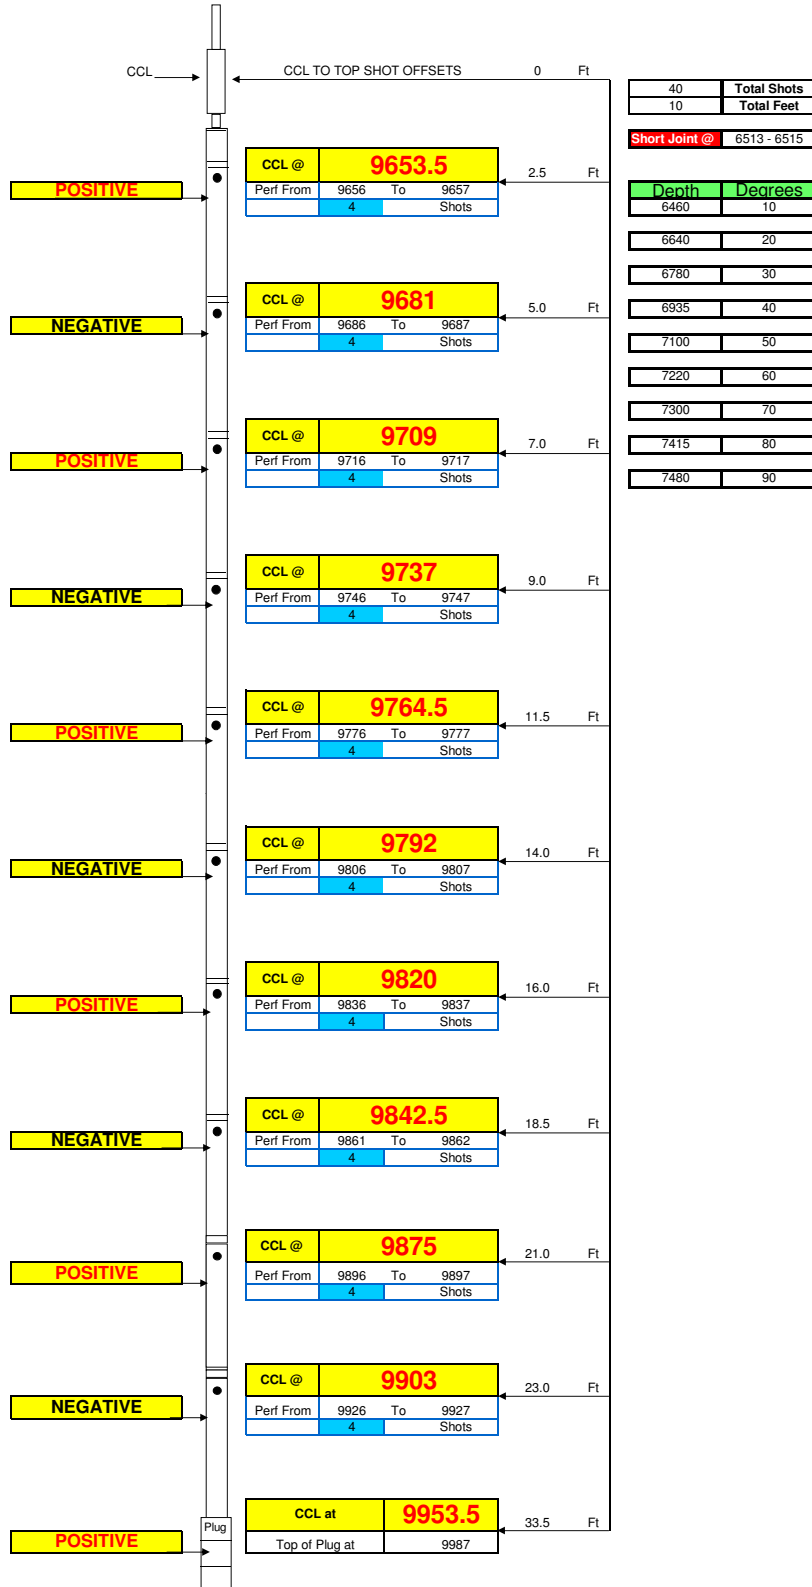 CCL CCL TO TOP SHOT OFFSETS 0 Ft
40 Total Shots
10 Total Feet
Short Joint @ 6513 - 6515
CCL @ 9653.5 2.5 Ft
POSITIVE Perf From 9656 To 9657
4 Shots
Depth Degrees
6460 10
6640 20
6780 30
6935 40
7100 50
7220 60
7300 70
7415 80
7480 90
CCL @ 9681 5.0 Ft
NEGATIVE Perf From 9686 To 9687
4 Shots
CCL @ 9709 7.0 Ft
POSITIVE Perf From 9716 To 9717
4 Shots
CCL @ 9737 9.0 Ft
NEGATIVE Perf From 9746 To 9747
4 Shots
CCL @ 9764.5 11.5 Ft
POSITIVE Perf From 9776 To 9777
4 Shots
CCL @ 9792 14.0 Ft
NEGATIVE Perf From 9806 To 9807
4 Shots
CCL @ 9820 16.0 Ft
POSITIVE Perf From 9836 To 9837
4 Shots
CCL @ 9842.5 18.5 Ft
NEGATIVE Perf From 9861 To 9862
4 Shots
CCL @ 9875 21.0 Ft
POSITIVE Perf From 9896 To 9897
4 Shots
CCL @ 9903 23.0 Ft
NEGATIVE Perf From 9926 To 9927
4 Shots
Plug CCL at 9953.5 33.5 Ft
POSITIVE Top of Plug at 9987